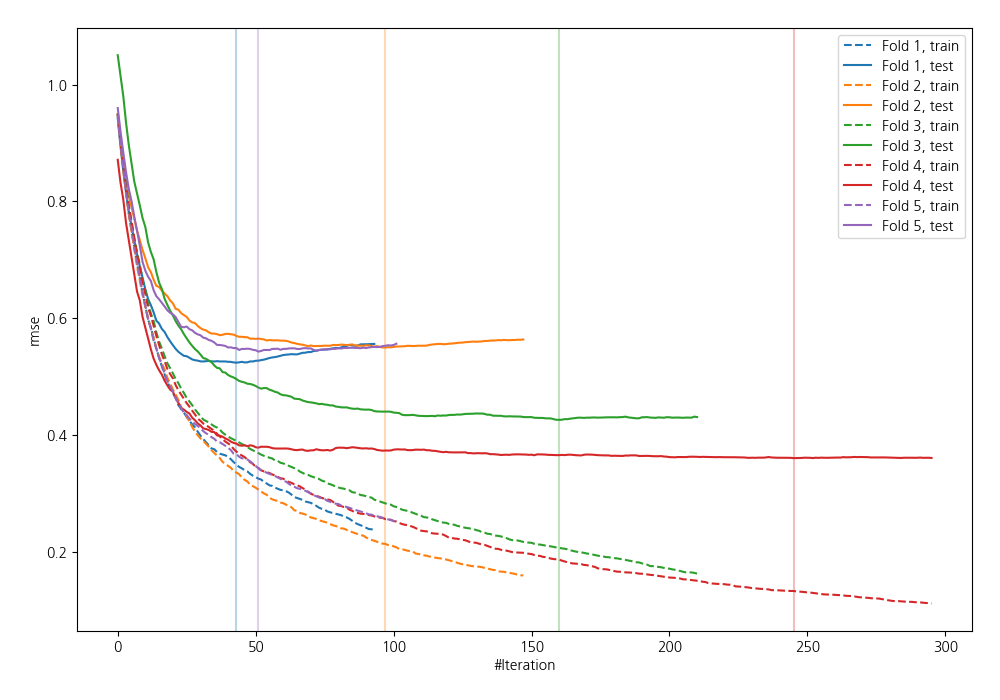 1.0
0.8
0.6
0.4
0.2
rmse
0
50
100
150
200
250
300
#Iteration
Fold 1, train
Fold 1, test
Fold 2, train
Fold 2, test
Fold 3, train
Fold 3, test
Fold 4, train
Fold 4, test
Fold 5, train
Fold 5, test